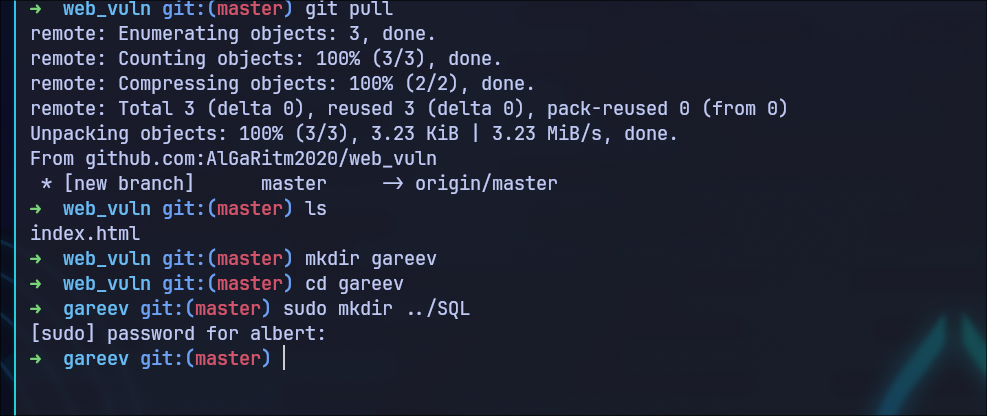 ➜  web_vuln git:(master) git pull
remote: Enumerating objects: 3, done.
remote: Counting objects: 100% (3/3), done.
remote: Compressing objects: 100% (2/2), done.
remote: Total 3 (delta 0), reused 3 (delta 0), pack-reused 0 (from 0)
Unpacking objects: 100% (3/3), 3.23 KiB | 3.23 MiB/s, done.
From github.com:AlGaRitm2020/web_vuln
 * [new branch]      master     -> origin/master
➜  web_vuln git:(master) ls
index.html
➜  web_vuln git:(master) mkdir gareev
➜  web_vuln git:(master) cd gareev
➜  gareev git:(master) sudo mkdir ../SQL
[sudo] password for albert:
➜  gareev git:(master)